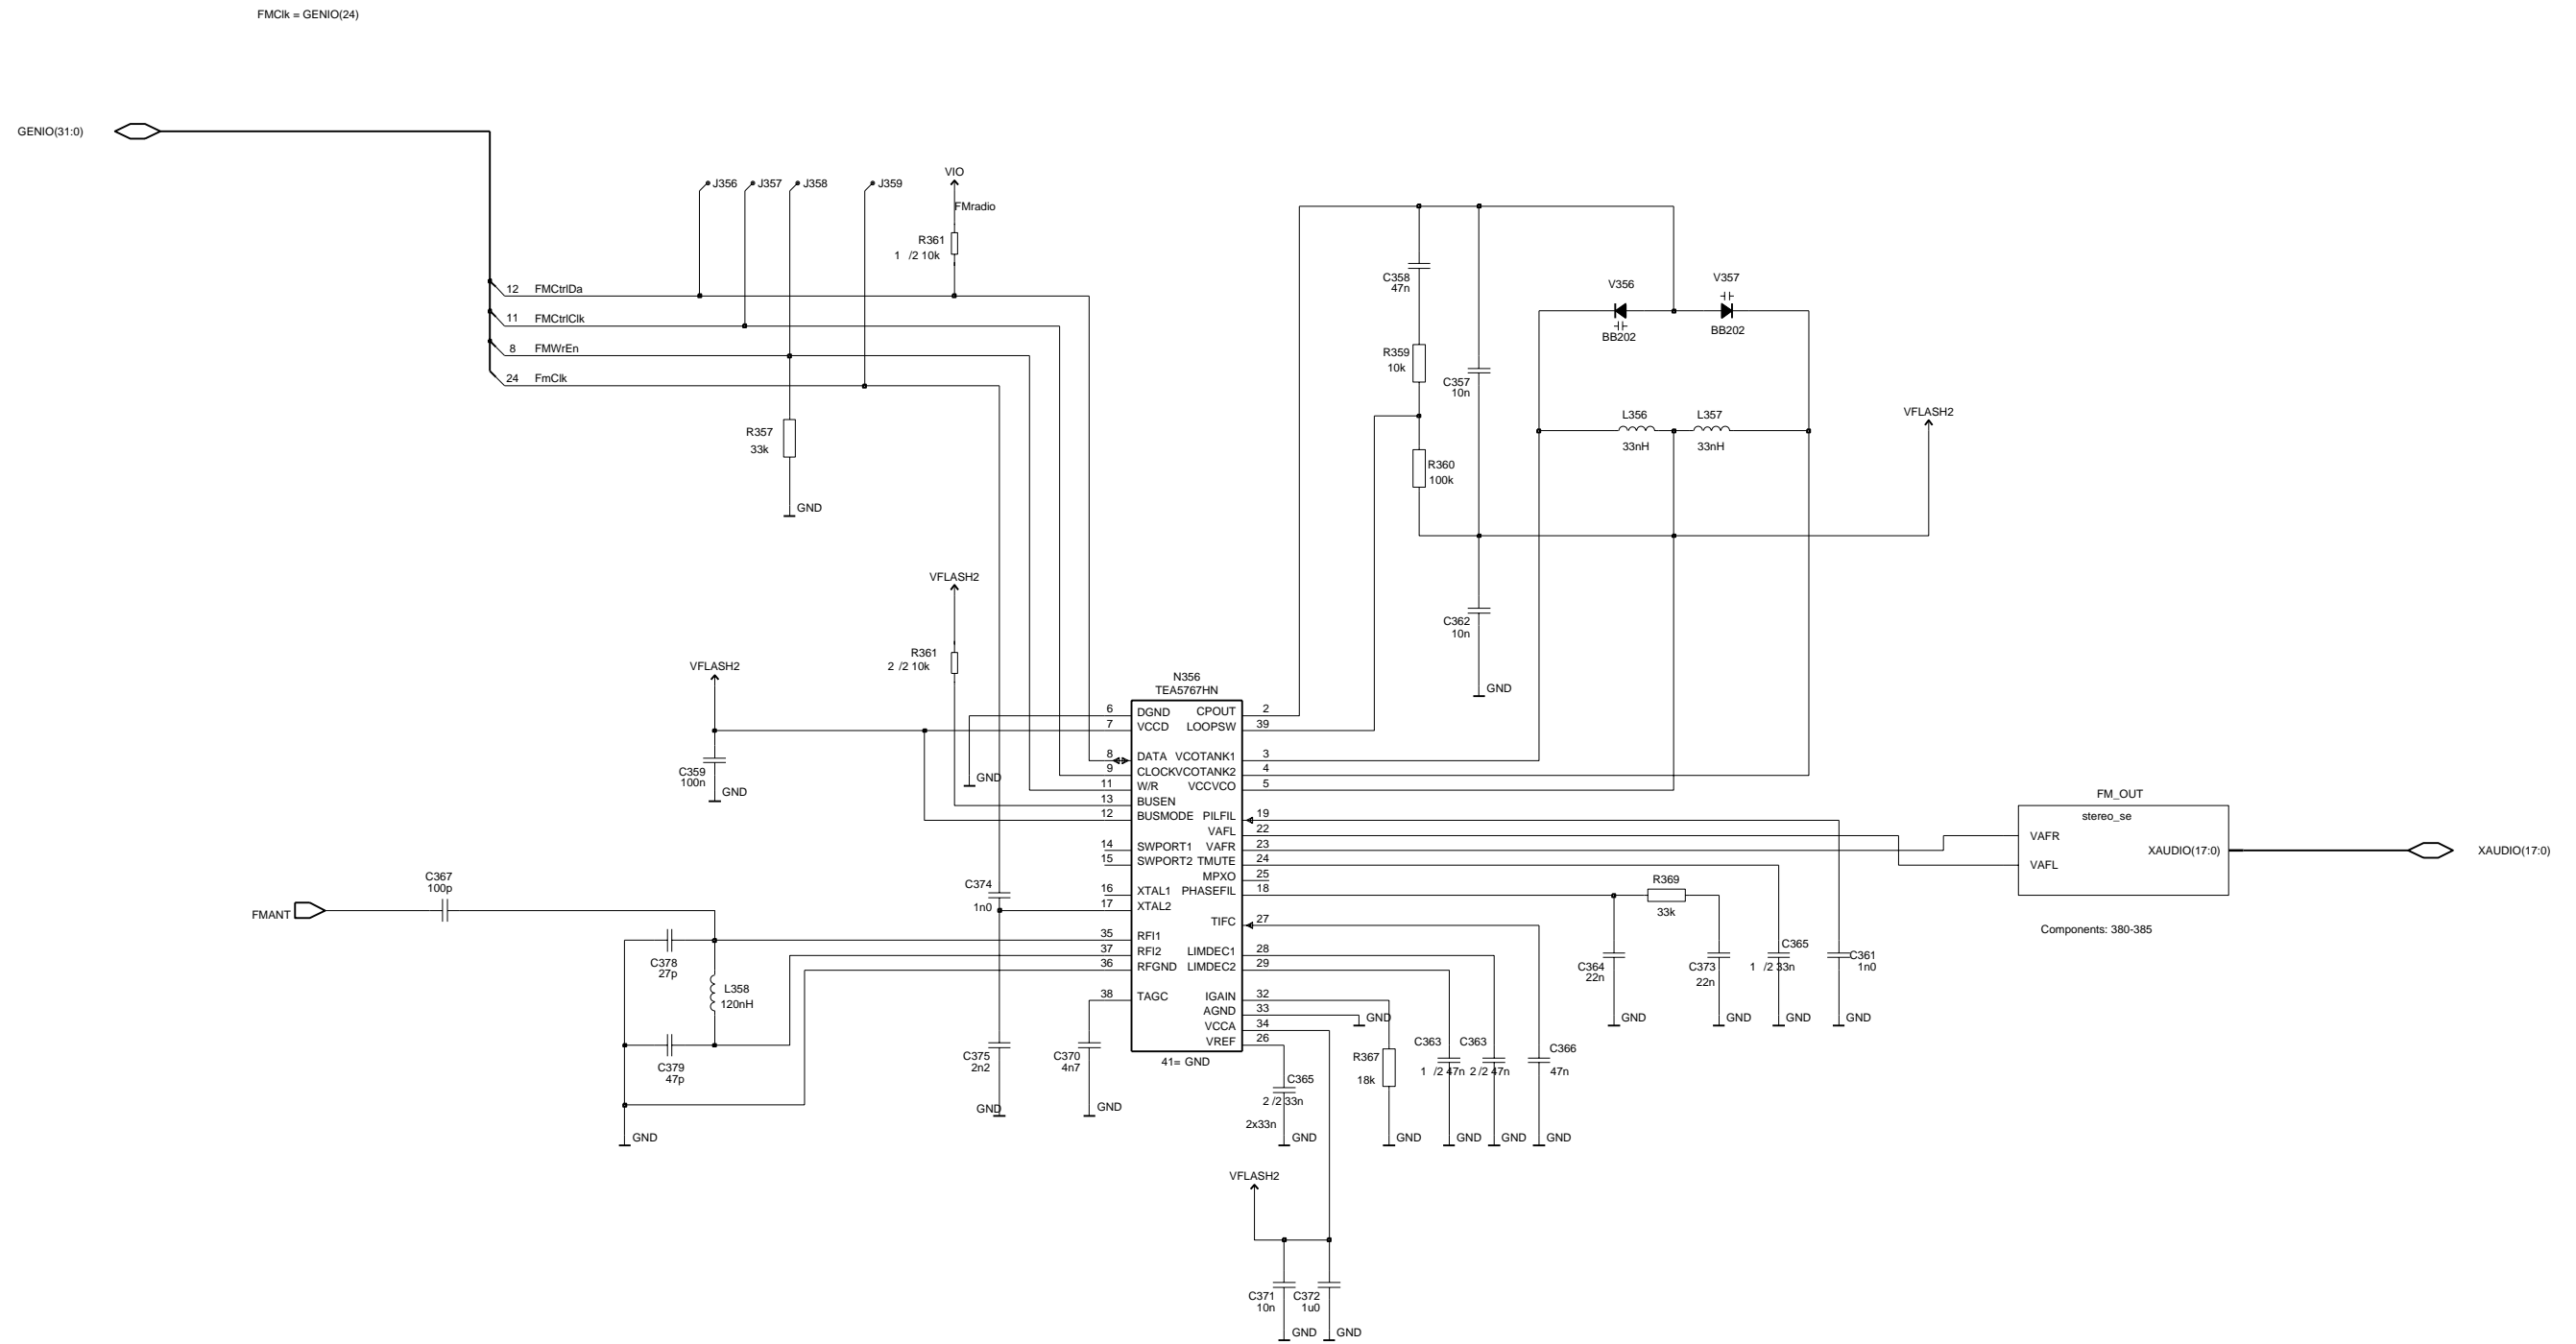 FMClk = GENIO(24)
GENIO(31:0)
J356
J357
J358
J359
VIO
FMradio
R361
1 /2 10k
12 FMCtrlDa
11 FMCtrlClk
8 FMWrEn
24 FmClk
R357
33k
GND
C358
47n
R359
10k
C357
10n
R360
100k
V356
BB202
V357
BB202
L356
33nH
L357
33nH
VFLASH2
C362
10n
GND
VFLASH2
R361
2 /2 10k
VFLASH2
C359
100n
GND
GND
N356
TEA5767HN
6 DGND CPOUT 2
7 VCCD LOOPSW 39
8 DATA VCOTANK1 3
9 CLOCK VCOTANK2 4
11 W/R VCCVCO 5
13 BUSEN
12 BUSMODE PILFIL 19
VAFL 22
14 SWPORT1 VAFR 23
15 SWPORT2 TMUTE 24
MPXO 25
16 XTAL1 PHASEFIL 18
17 XTAL2
TIFC 27
35 RFI1
37 RFI2 LIMDEC1 28
36 RFGND LIMDEC2 29
38 TAGC IGAIN 32
AGND 33
VCCA 34
VREF 26
41= GND
FM_OUT
stereo_se
VAFR
VAFL
XAUDIO(17:0)
XAUDIO(17:0)
Components: 380-385
FMANT
C367
100p
C378
27p
L358
120nH
C379
47p
GND
C374
1n0
C375
2n2
GND
C370
4n7
GND
R369
33k
C364
22n
GND
C373
22n
GND
C365
1 /2 33n
GND
C361
1n0
GND
GND
R367
18k
GND
C363
1 /2 47n
GND
C363
2 /2 47n
GND
C366
47n
GND
C365
2 /2 33n
2x33n
GND
VFLASH2
C371
10n
GND
C372
1u0
GND